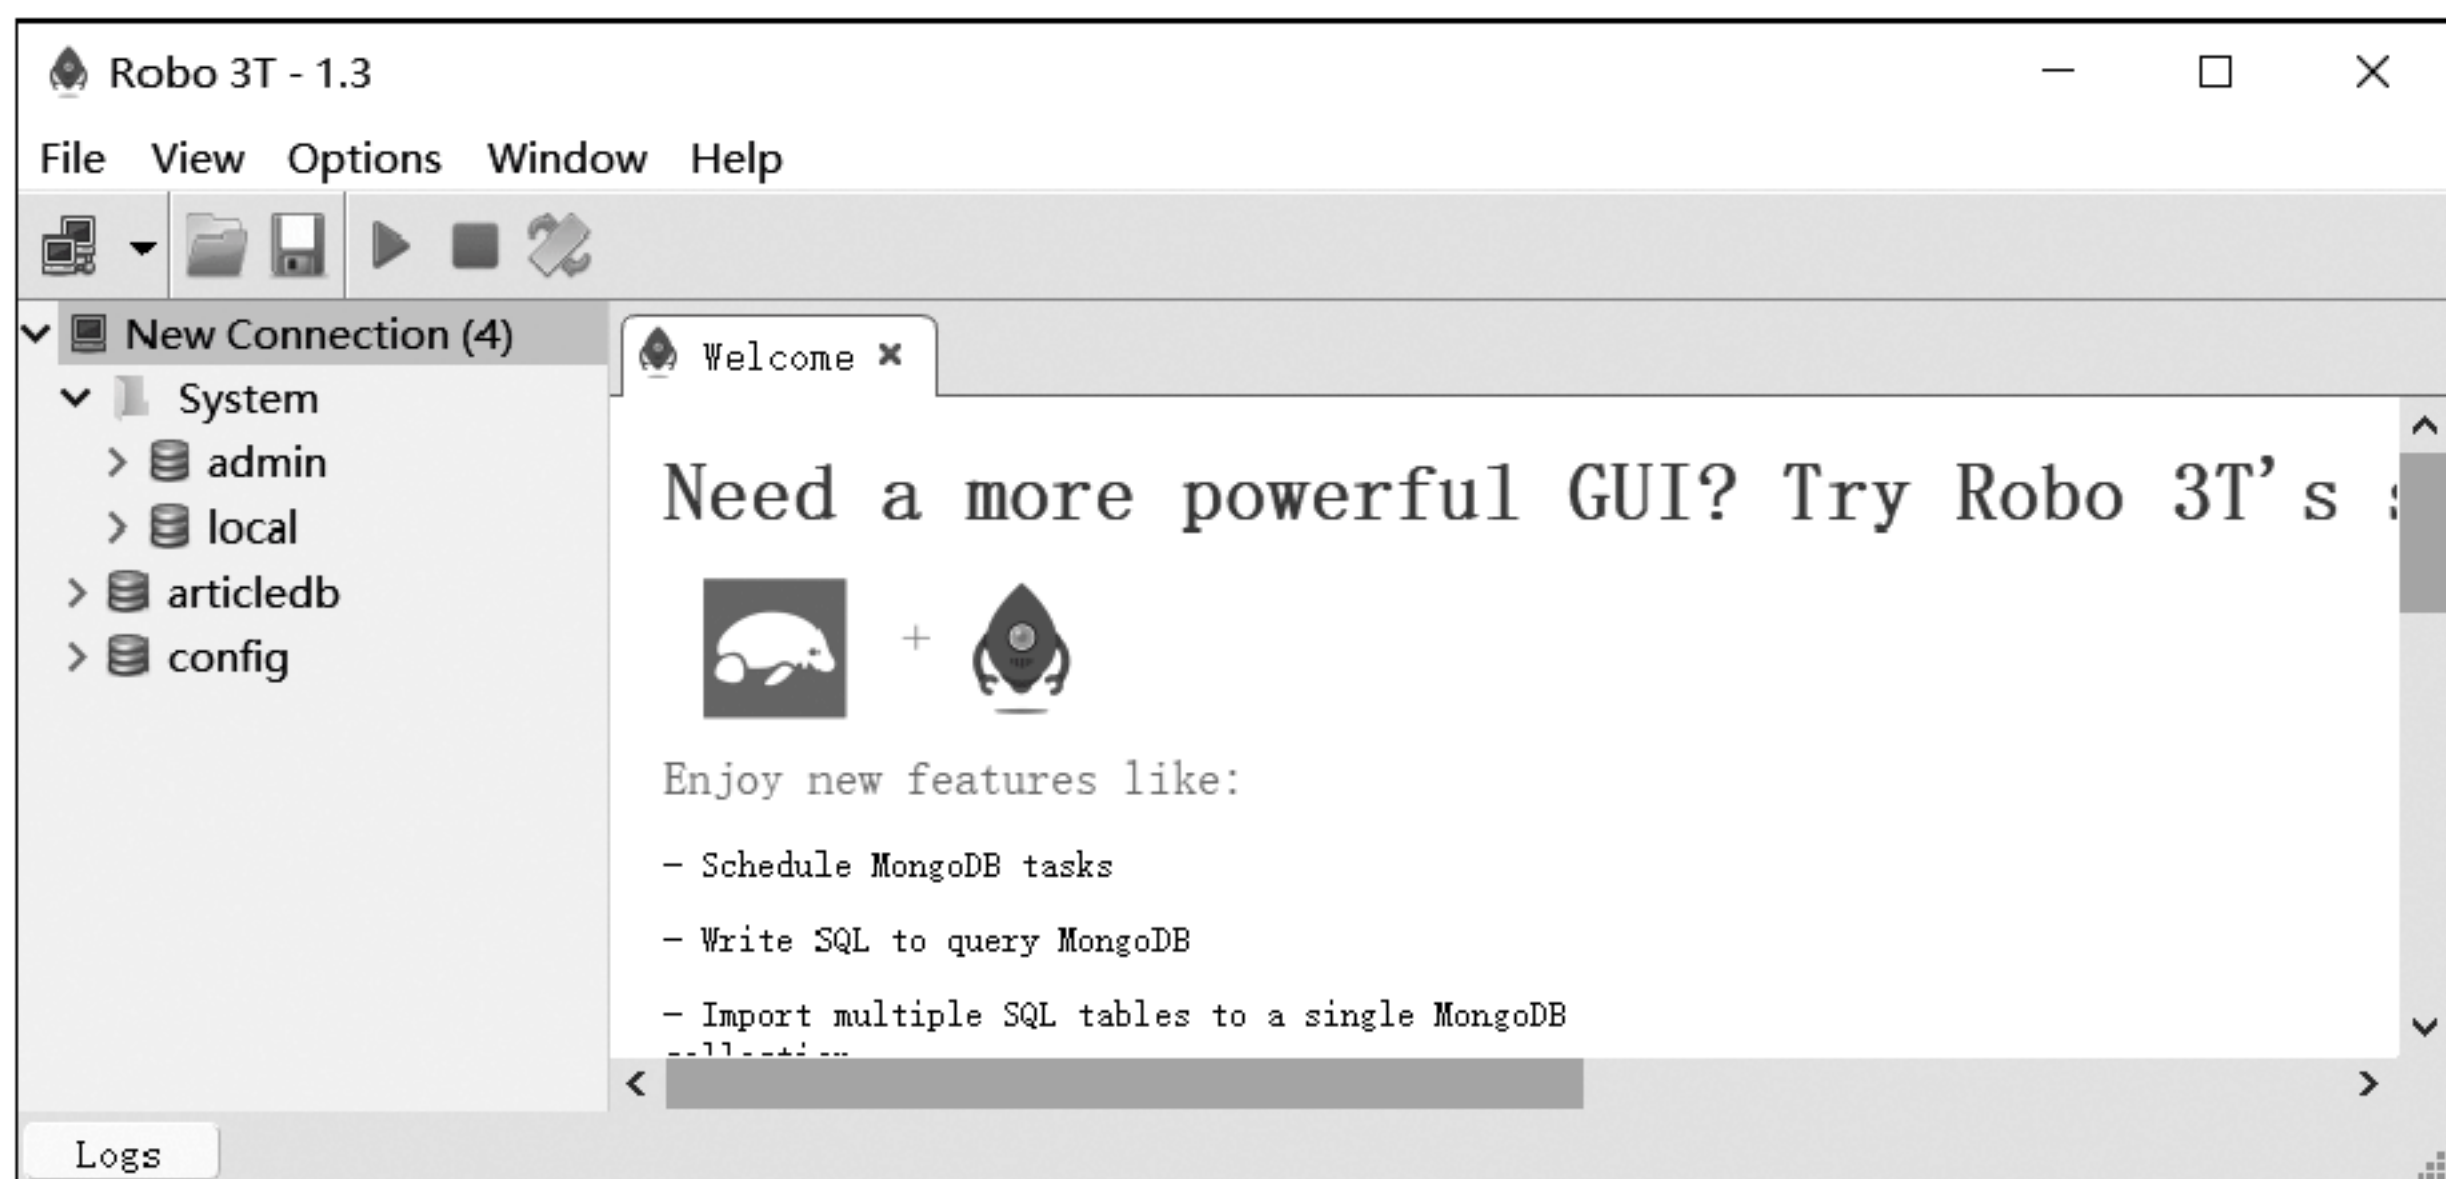 Robo 3T - 1.3
File View Options Window Help
New Connection (4)
System
admin
local
articledb
config
Welcome
Need a more powerful GUI? Try Robo 3T's
Enjoy new features like:
- Schedule MongoDB tasks
- Write SQL to query MongoDB
- Import multiple SQL tables to a single MongoDB
Logs